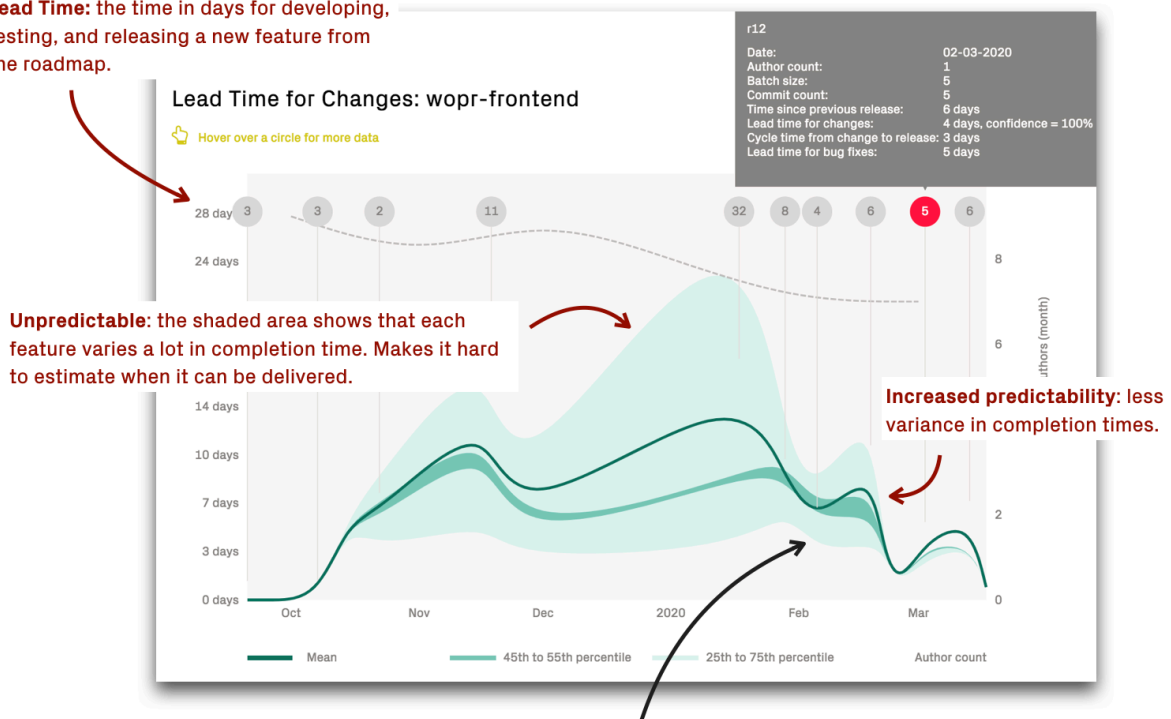 ead Time: the time in days for developing,
esting, and releasing a new feature from
he roadmap.
r12
Date: 02-03-2020
Author count: 1
Batch size: 5
Commit count: 5
Time since previous release: 6 days
Lead time for changes: 4 days, confidence = 100%
Cycle time from change to release: 3 days
Lead time for bug fixes: 5 days
Lead Time for Changes: wopr-frontend
Hover over a circle for more data
28 day
3 3 2 11 32 8 4 6 5 6
24 days
8
Unpredictable: the shaded area shows that each
feature varies a lot in completion time. Makes it hard
to estimate when it can be delivered.
6
uthors (month)
Increased predictability: less
variance in completion times.
14 days
10 days
7 days
2
3 days
0 days
0
Oct Nov Dec 2020 Feb Mar
Mean 45th to 55th percentile 25th to 75th percentile Author count